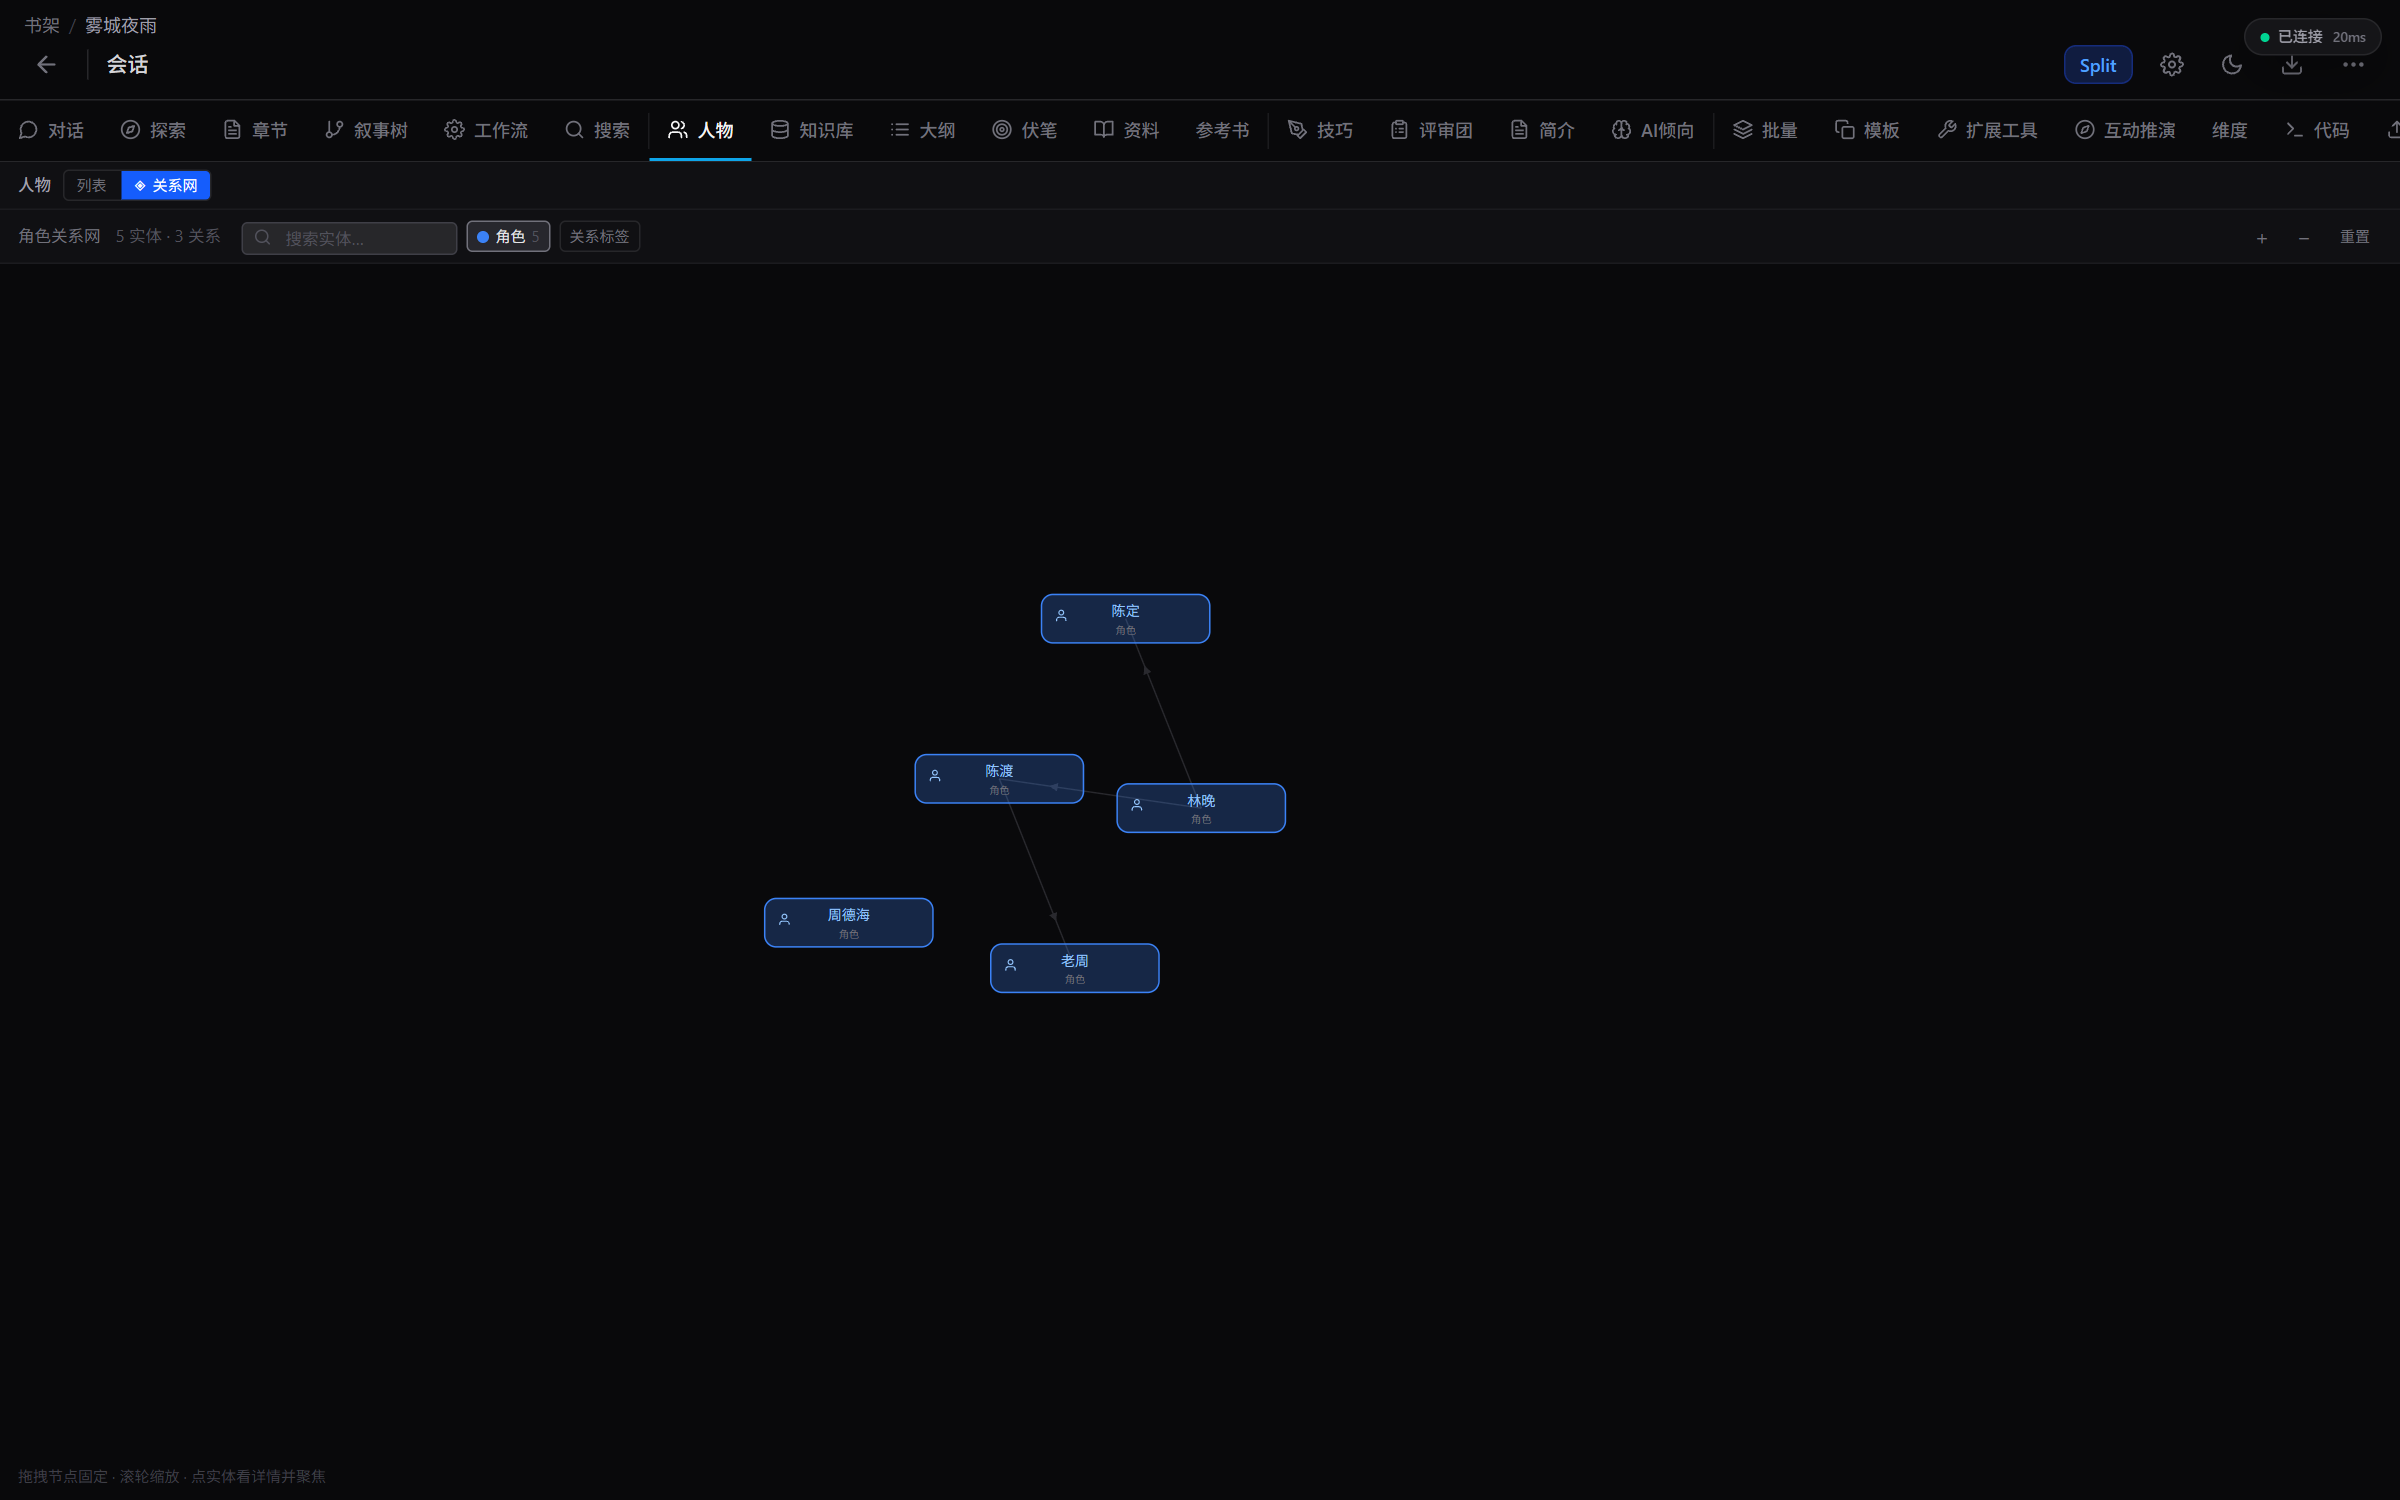 书架 / 雾城夜雨
已连接 20ms
会话
Split
对话 探索 章节 叙事树 工作流 搜索 人物 知识库 大纲 伏笔 资料 参考书 技巧 评审团 简介 AI倾向 批量 模板 扩展工具 互动推演 维度 代码
人物 列表 关系网
角色关系网 5 实体 · 3 关系 搜索实体... 角色 5 关系标签 + − 重置
陈定
角色
陈渡
角色
林晚
角色
周德海
角色
老周
角色
拖拽节点固定 · 滚轮缩放 · 点实体看详情并聚焦